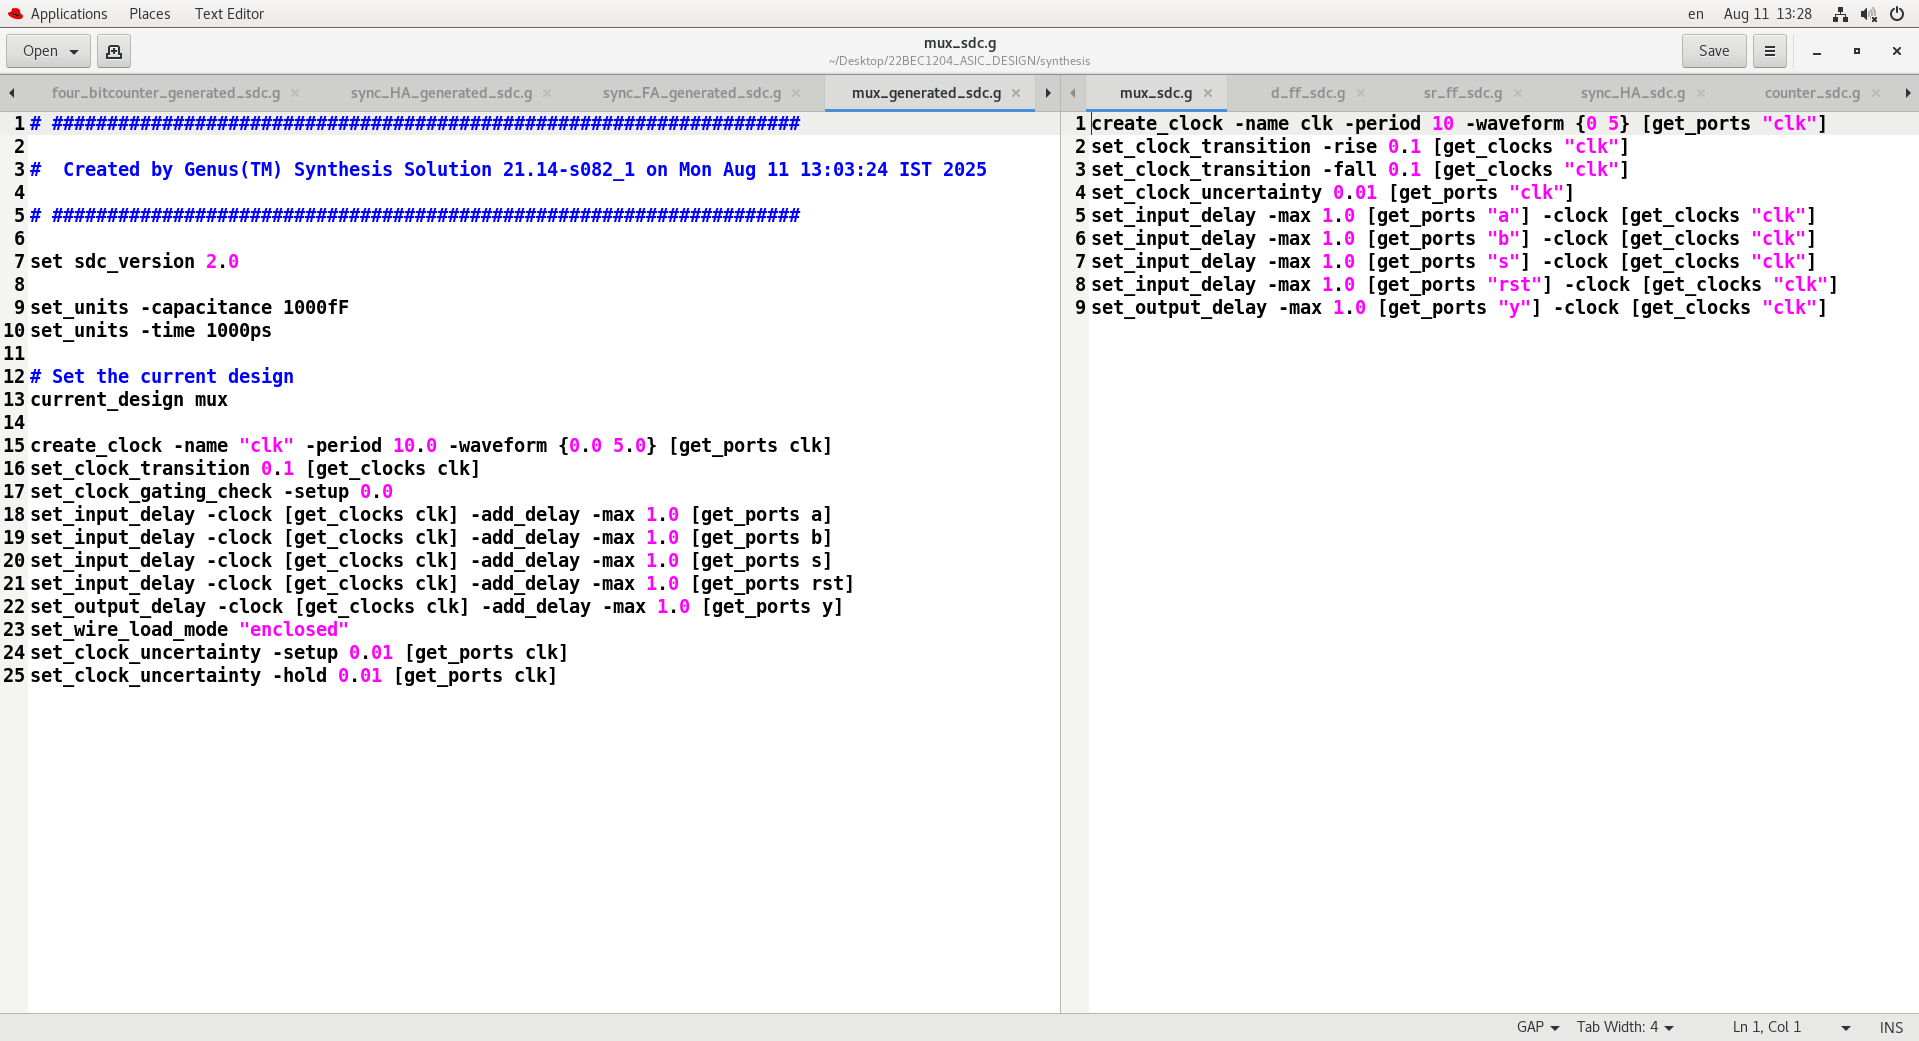 Applications Places Text Editor en Aug 11 13:28
Open mux_sdc.g Save
~/Desktop/22BEC1204_ASIC_DESIGN/synthesis
four_bitcounter_generated_sdc.g sync_HA_generated_sdc.g sync_FA_generated_sdc.g mux_generated_sdc.g
1 # ####################################################################
2
3 #  Created by Genus(TM) Synthesis Solution 21.14-s082_1 on Mon Aug 11 13:03:24 IST 2025
4
5 # ####################################################################
6
7 set sdc_version 2.0
8
9 set_units -capacitance 1000fF
10 set_units -time 1000ps
11
12 # Set the current design
13 current_design mux
14
15 create_clock -name "clk" -period 10.0 -waveform {0.0 5.0} [get_ports clk]
16 set_clock_transition 0.1 [get_clocks clk]
17 set_clock_gating_check -setup 0.0
18 set_input_delay -clock [get_clocks clk] -add_delay -max 1.0 [get_ports a]
19 set_input_delay -clock [get_clocks clk] -add_delay -max 1.0 [get_ports b]
20 set_input_delay -clock [get_clocks clk] -add_delay -max 1.0 [get_ports s]
21 set_input_delay -clock [get_clocks clk] -add_delay -max 1.0 [get_ports rst]
22 set_output_delay -clock [get_clocks clk] -add_delay -max 1.0 [get_ports y]
23 set_wire_load_mode "enclosed"
24 set_clock_uncertainty -setup 0.01 [get_ports clk]
25 set_clock_uncertainty -hold 0.01 [get_ports clk]
mux_sdc.g d_ff_sdc.g sr_ff_sdc.g sync_HA_sdc.g counter_sdc.g
1 create_clock -name clk -period 10 -waveform {0 5} [get_ports "clk"]
2 set_clock_transition -rise 0.1 [get_clocks "clk"]
3 set_clock_transition -fall 0.1 [get_clocks "clk"]
4 set_clock_uncertainty 0.01 [get_ports "clk"]
5 set_input_delay -max 1.0 [get_ports "a"] -clock [get_clocks "clk"]
6 set_input_delay -max 1.0 [get_ports "b"] -clock [get_clocks "clk"]
7 set_input_delay -max 1.0 [get_ports "s"] -clock [get_clocks "clk"]
8 set_input_delay -max 1.0 [get_ports "rst"] -clock [get_clocks "clk"]
9 set_output_delay -max 1.0 [get_ports "y"] -clock [get_clocks "clk"]
GAP Tab Width: 4 Ln 1, Col 1 INS